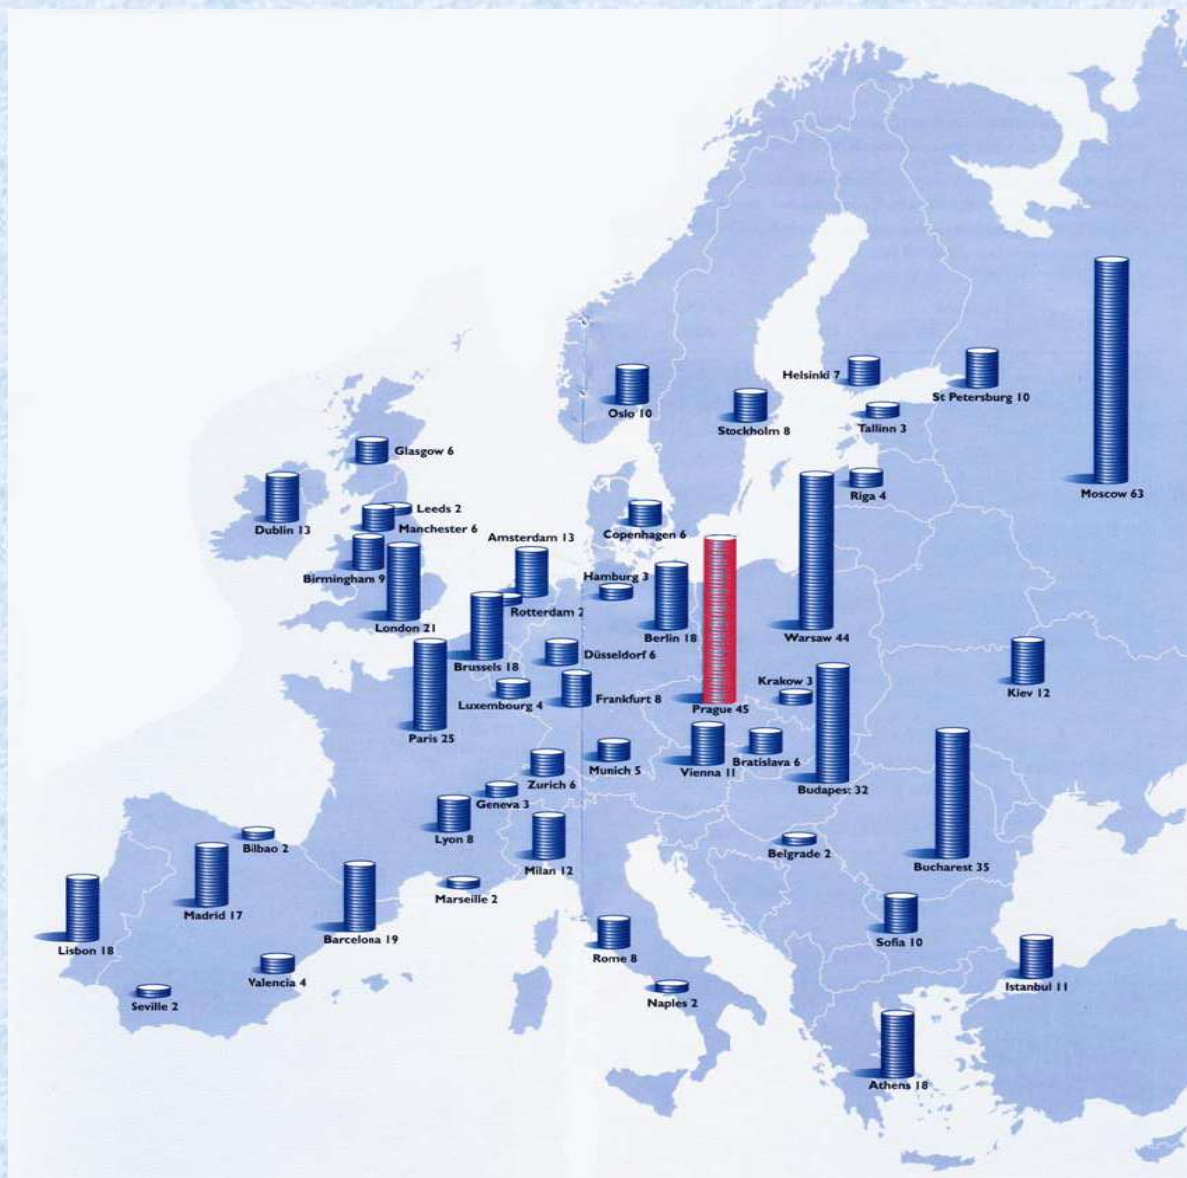 Helsinki 7
St Petersburg 10
Oslo 10
Stockholm 8
Tallinn 3
Glasgow 6
Riga 4
Moscow 63
Leeds 2
Dublin 13
Manchester 6
Copenhagen 6
Amsterdam 13
Birmingham 9
Hamburg 3
Rotterdam 2
London 21
Berlin 18
Warsaw 44
Düsseldorf 6
Brussels 18
Krakow 3
Kiev 12
Luxembourg 4
Frankfurt 8
Prague 45
Paris 25
Munich 5
Vienna 11
Bratislava 6
Zurich 6
Budapest 32
Geneva 3
Lyon 8
Bilbao 2
Belgrade 2
Milan 12
Bucharest 35
Marseille 2
Madrid 17
Barcelona 19
Sofia 10
Lisbon 18
Rome 8
Valencia 4
Istanbul 11
Seville 2
Naples 2
Athens 18